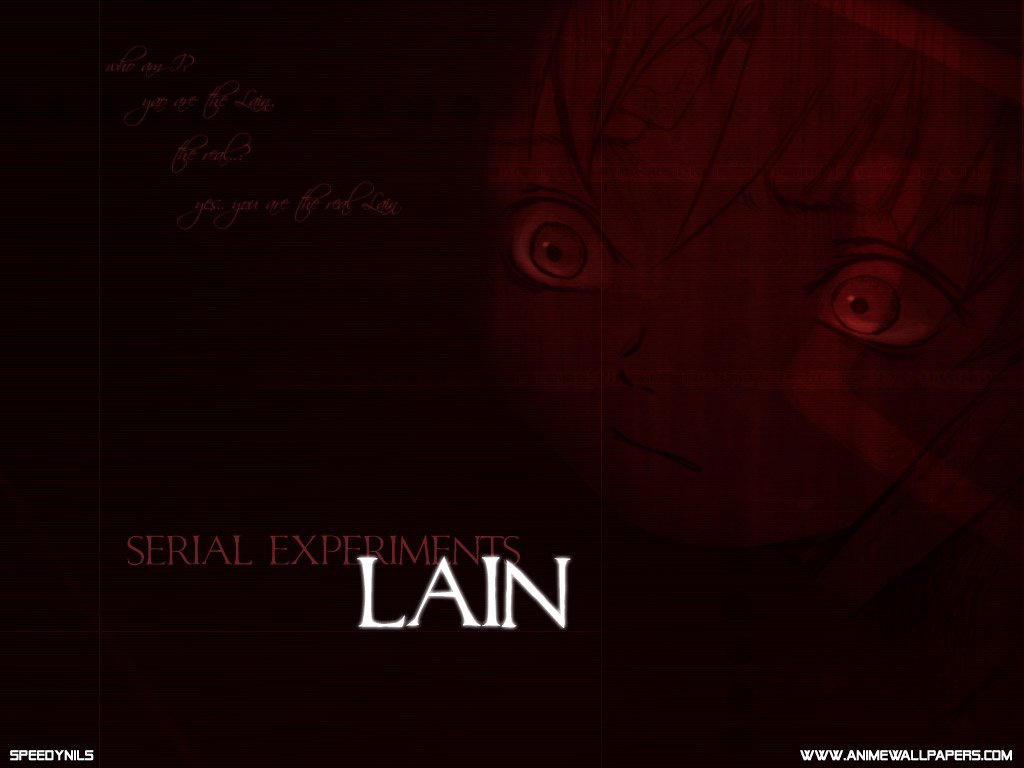 who am I?
you are the Lain.
the real...?
yes.. you are the real Lain
SERIAL EXPERIMENTS
LAIN
SPEEDYNILS
WWW.ANIMEWALLPAPERS.COM